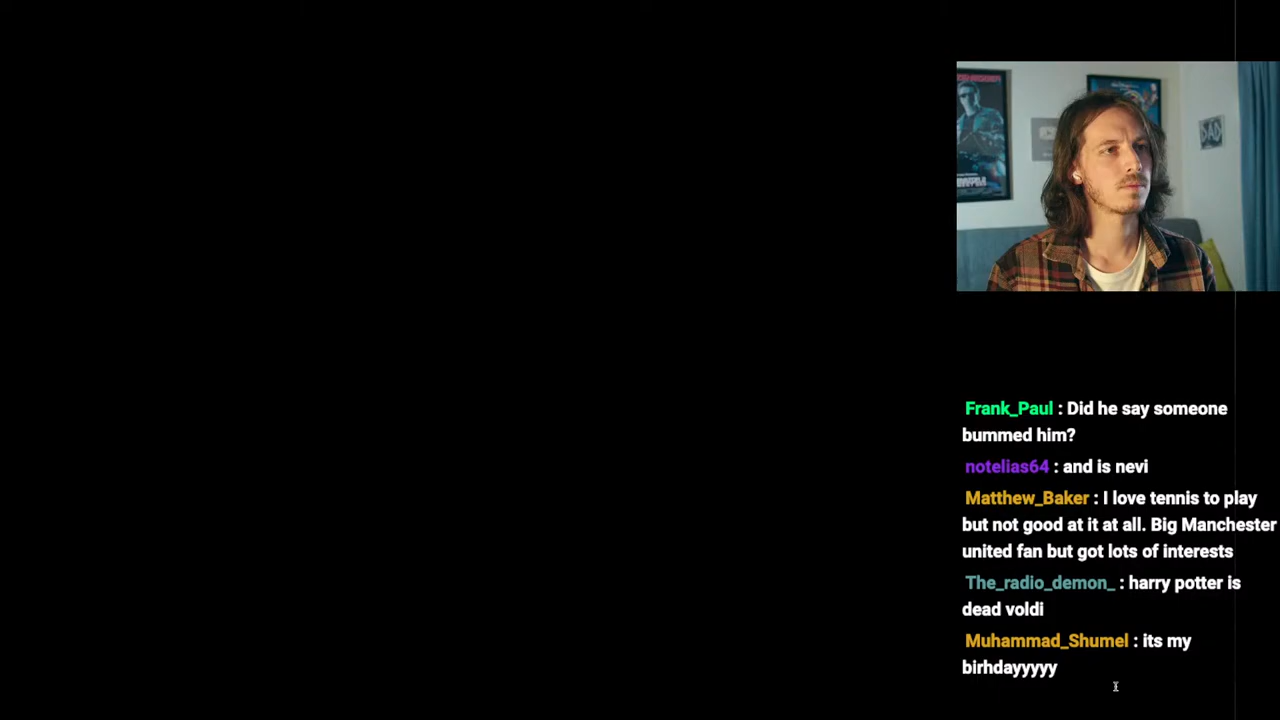 DAD
Frank_Paul : Did he say someone
bummed him?
notelias64 : and is nevi
Matthew_Baker : I love tennis to play
but not good at it at all. Big Manchester
united fan but got lots of interests
The_radio_demon_ : harry potter is
dead voldi
Muhammad_Shumel : its my
birhdayyyyy